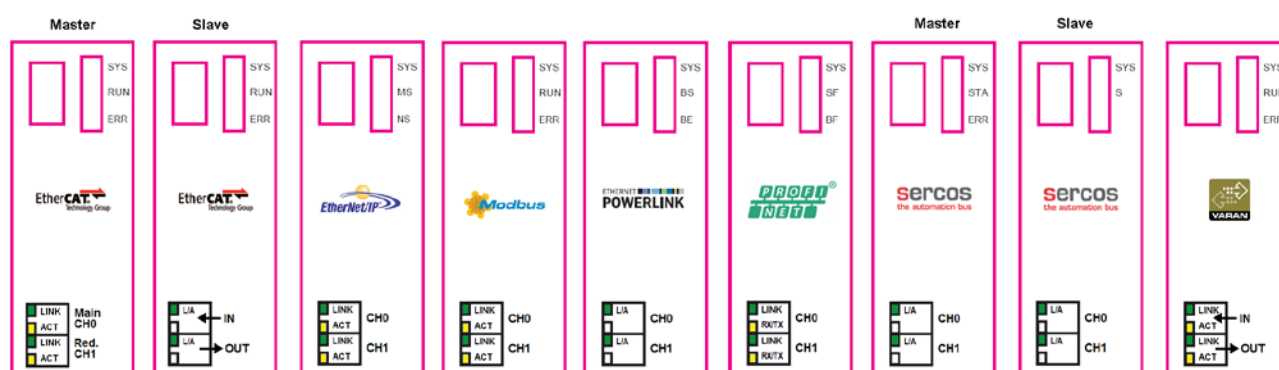 Master
SYS
RUN
ERR
EtherCAT.
Technology Group
LINK
ACT
Main
CH0
LINK
ACT
Red.
CH1
Slave
SYS
RUN
ERR
EtherCAT.
Technology Group
L/A
IN
L/A
OUT
SYS
MS
NS
EtherNet/IP
LINK
ACT
CH0
LINK
ACT
CH1
SYS
RUN
ERR
Modbus
LINK
ACT
CH0
LINK
ACT
CH1
SYS
BS
BE
ETHERNET
POWERLINK
L/A
CH0
L/A
CH1
SYS
SF
BF
PROFI
NET
®
LINK
RX/TX
CH0
LINK
RX/TX
CH1
Master
SYS
STA
ERR
sercos
the automation bus
L/A
CH0
L/A
CH1
Slave
SYS
S
sercos
the automation bus
L/A
CH0
L/A
CH1
SYS
RUN
ERR
VARAN
LINK
ACT
IN
LINK
ACT
OUT